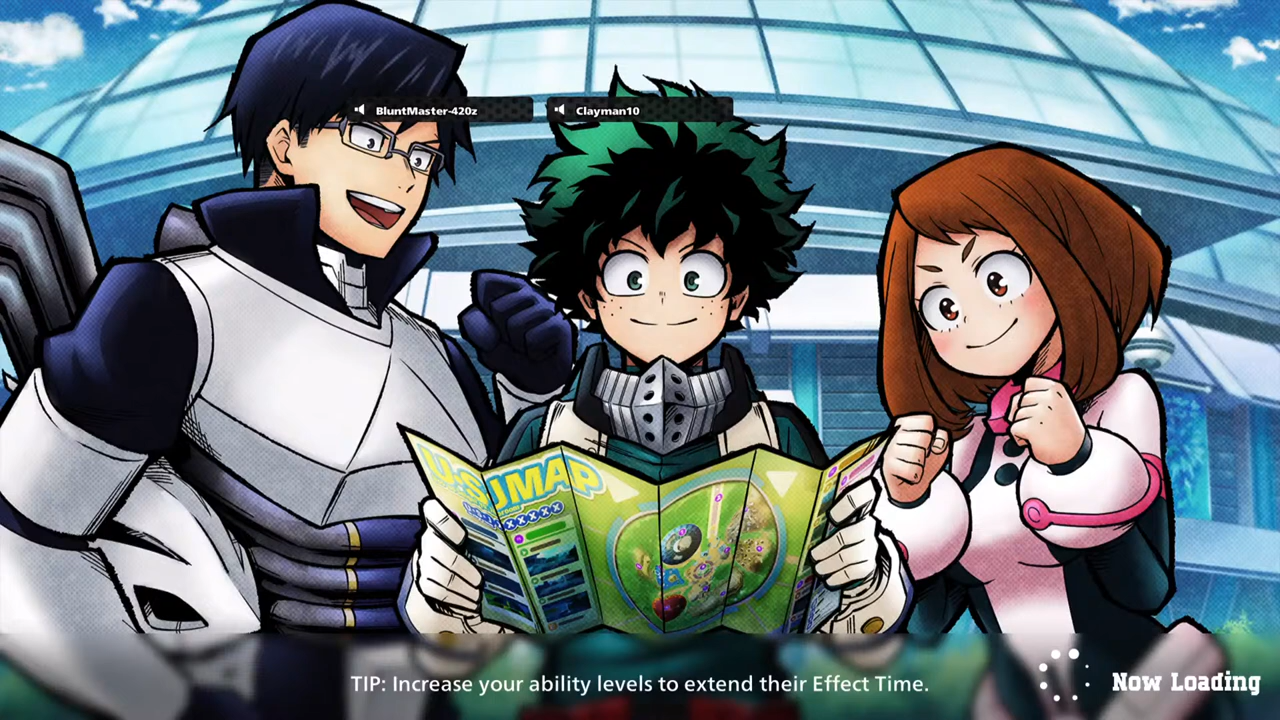 BluntMaster-420z
Clayman10
U.S.J MAP
TIP: Increase your ability levels to extend their Effect Time.
Now Loading